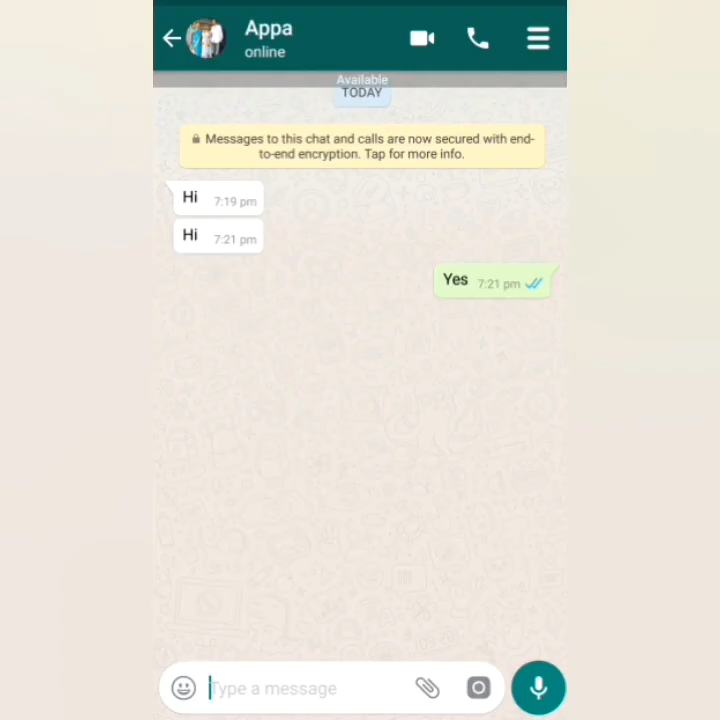 Appa
online
Available
TODAY
Messages to this chat and calls are now secured with end-
to-end encryption. Tap for more info.
Hi 7:19 pm
Hi 7:21 pm
Yes 7:21 pm
Type a message